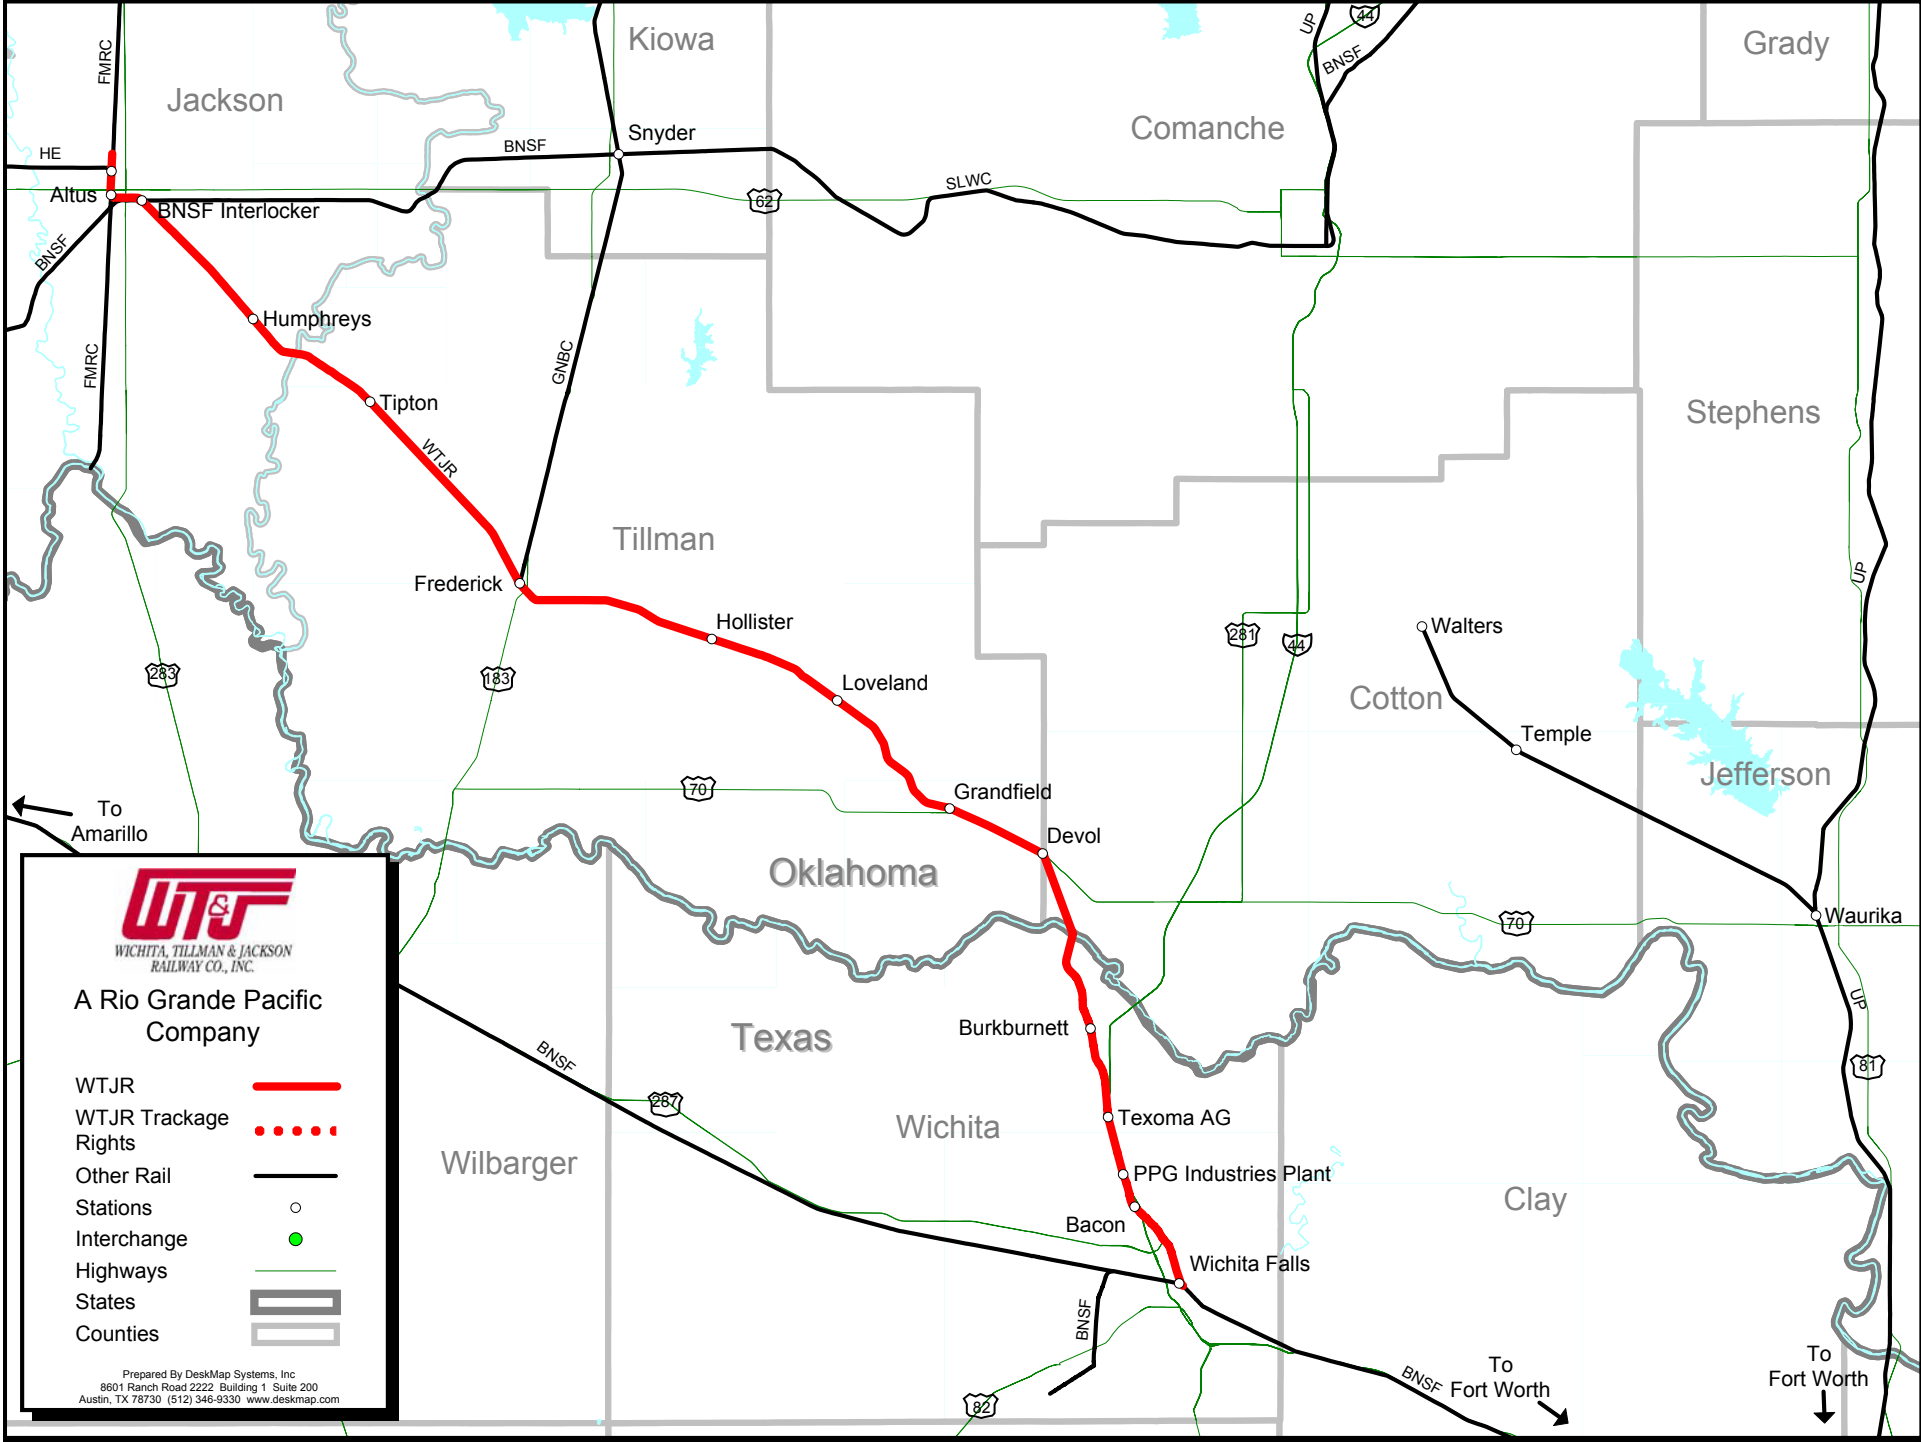 Kiowa
Grady
UP
44
BNSF
FMRC
Jackson
Comanche
Snyder
BNSF
HE
SLWC
62
Altus
BNSF Interlocker
BNSF
Humphreys
FMRC
GNBC
Tipton
Stephens
WTJR
Tillman
Frederick
UP
Hollister
Walters
281
44
283
183
Loveland
Cotton
Temple
Jefferson
70
Grandfield
To
Amarillo
Devol
Oklahoma
70
Waurika
WT&J
WICHITA, TILLMAN & JACKSON
RAILWAY CO., INC.
A Rio Grande Pacific
Company
UP
Burkburnett
Texas
BNSF
81
287
WTJR
WTJR Trackage
Rights
Other Rail
Stations
Interchange
Highways
States
Counties
Texoma AG
Wichita
Wilbarger
PPG Industries Plant
Clay
Bacon
Wichita Falls
BNSF
To
Fort Worth
BNSF
To
Fort Worth
82
Prepared By DeskMap Systems, Inc
8601 Ranch Road 2222 Building 1 Suite 200
Austin, TX 78730 (512) 346-9330 www.deskmap.com